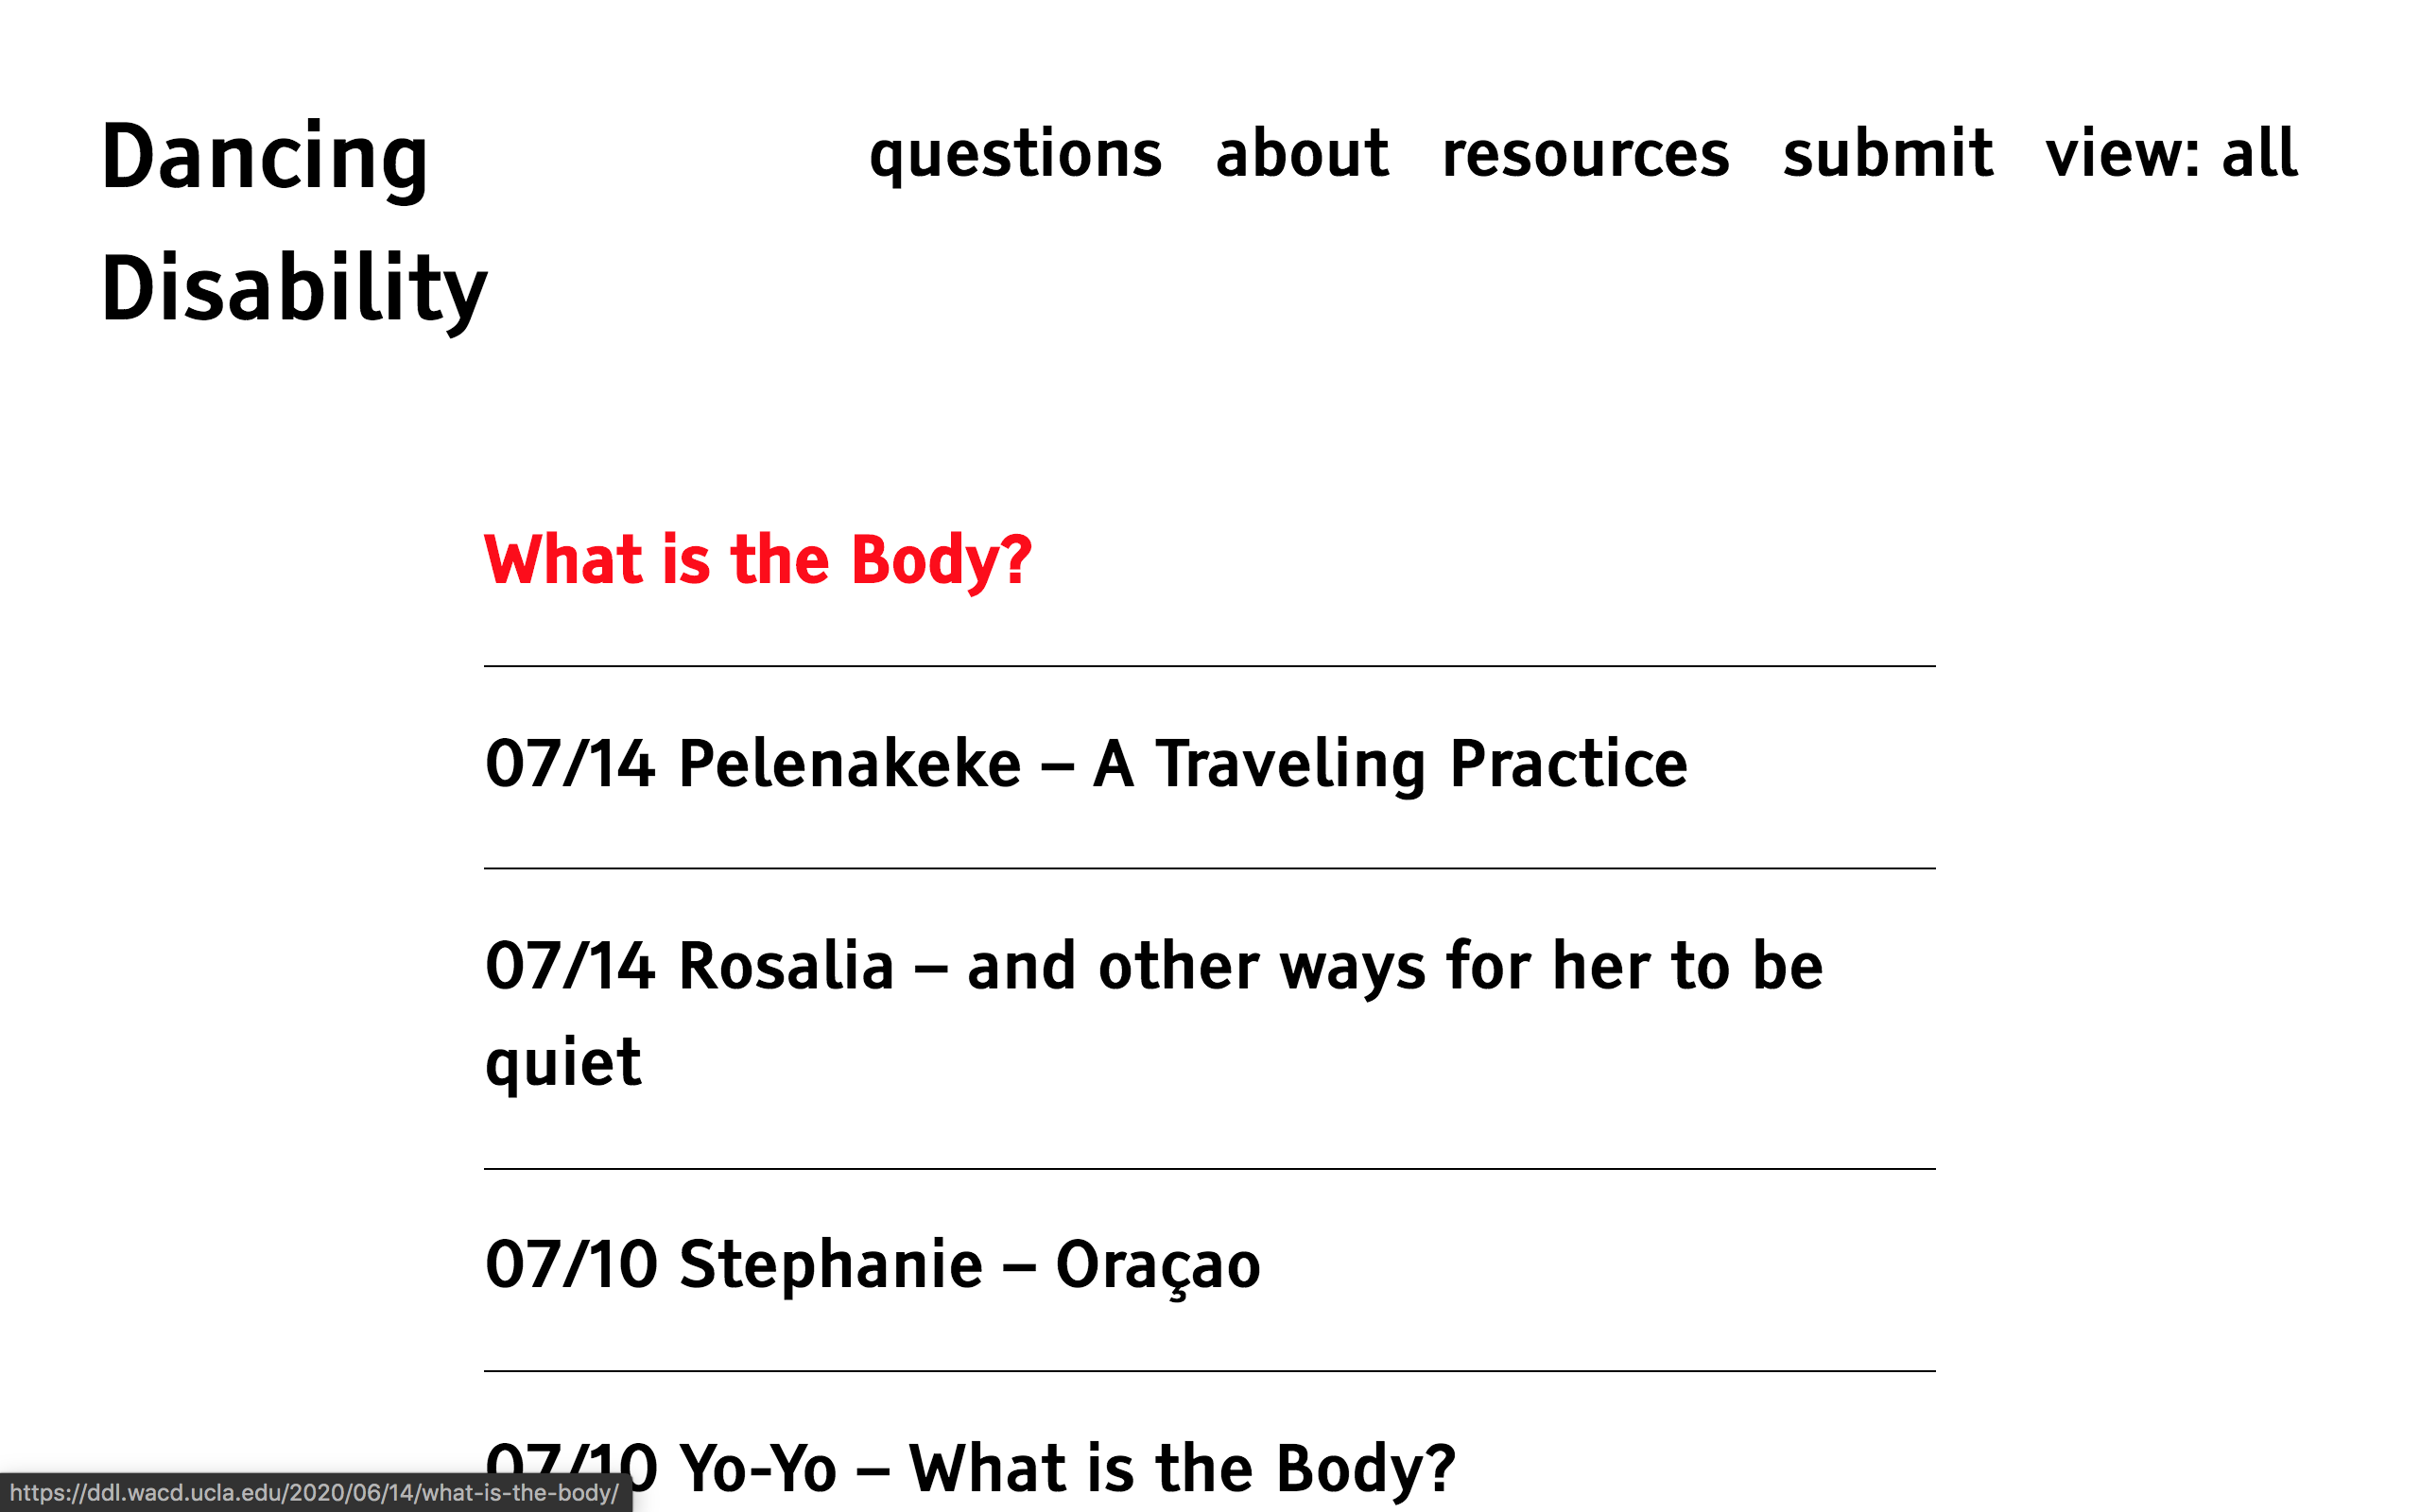 Dancing
Disability
questions about resources submit view: all
What is the Body?
07/14 Pelenakeke – A Traveling Practice
07/14 Rosalia – and other ways for her to be
quiet
07/10 Stephanie – Oraçao
07/10 Yo-Yo – What is the Body?
https://ddl.wacd.ucla.edu/2020/06/14/what-is-the-body/